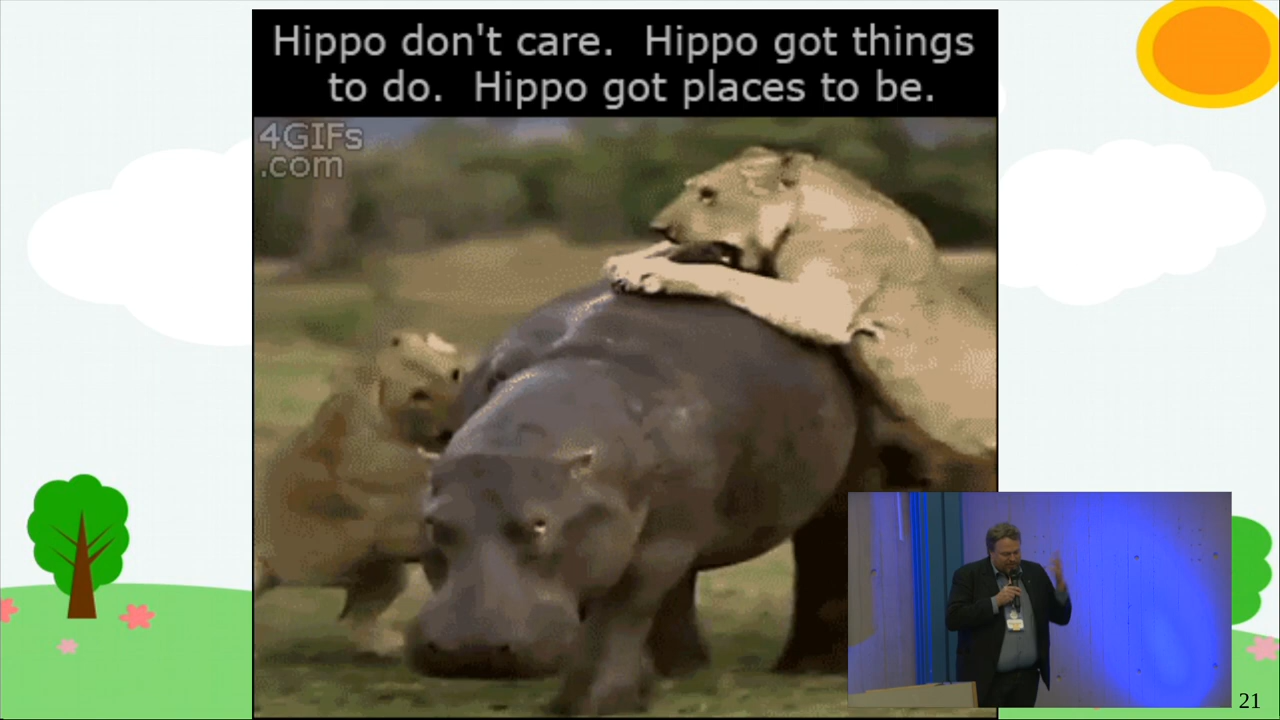 Hippo don't care.  Hippo got things
to do.  Hippo got places to be.
4GIFs
.com
21